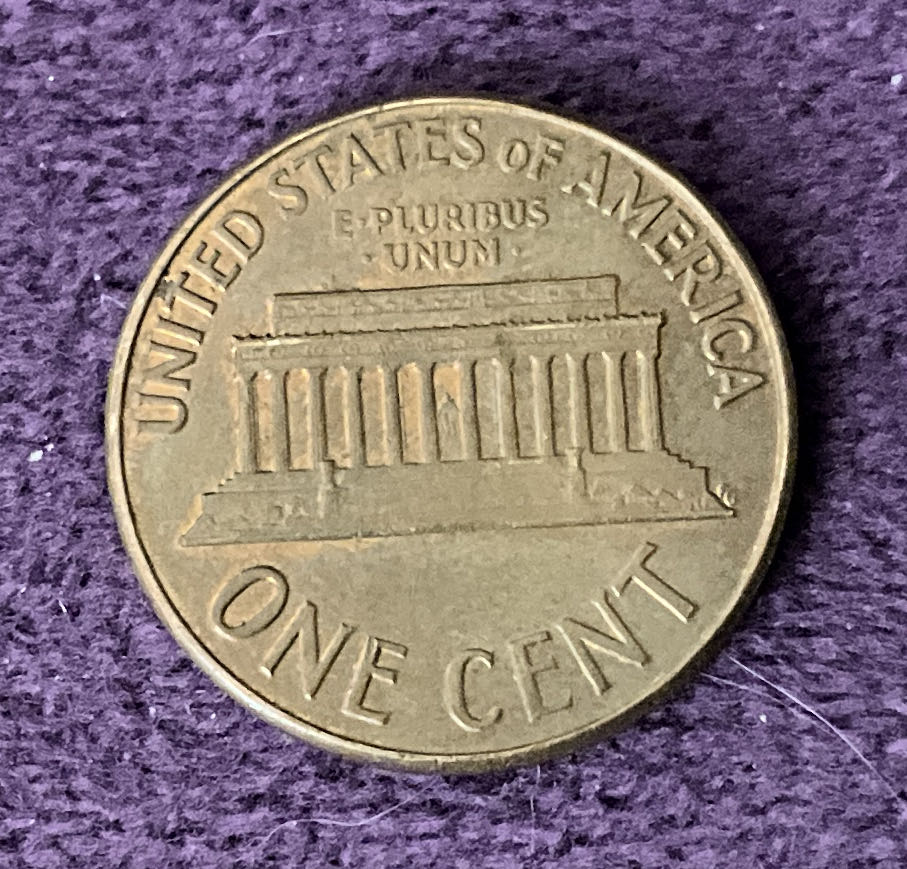 UNITED STATES OF AMERICA
E·PLURIBUS
·UNUM·
ONE CENT